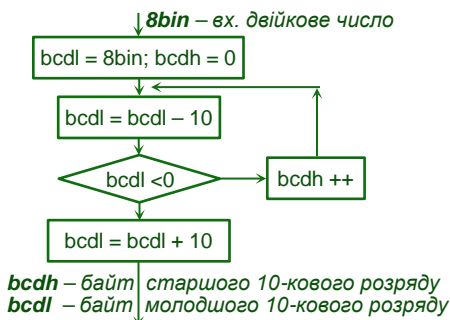 8bin – вх. двійкове число
bcdl = 8bin; bcdh = 0
bcdl = bcdl – 10
bcdl <0
bcdh ++
bcdl = bcdl + 10
bcdh – байт старшого 10-кового розряду
bcdl – байт молодшого 10-кового розряду